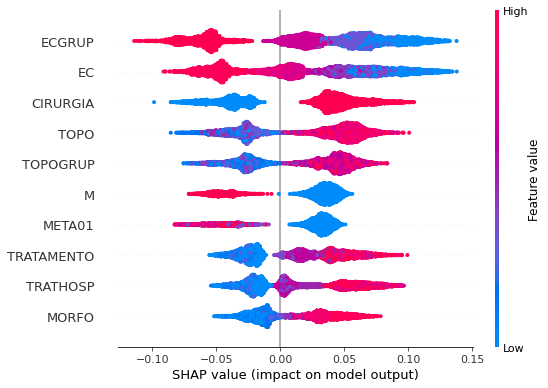 High
ECGRUP
EC
CIRURGIA
TOPO
TOPOGRUP
M
META01
TRATAMENTO
TRATHOSP
MORFO
Feature value
Low
−0.10 −0.05 0.00 0.05 0.10 0.15
SHAP value (impact on model output)